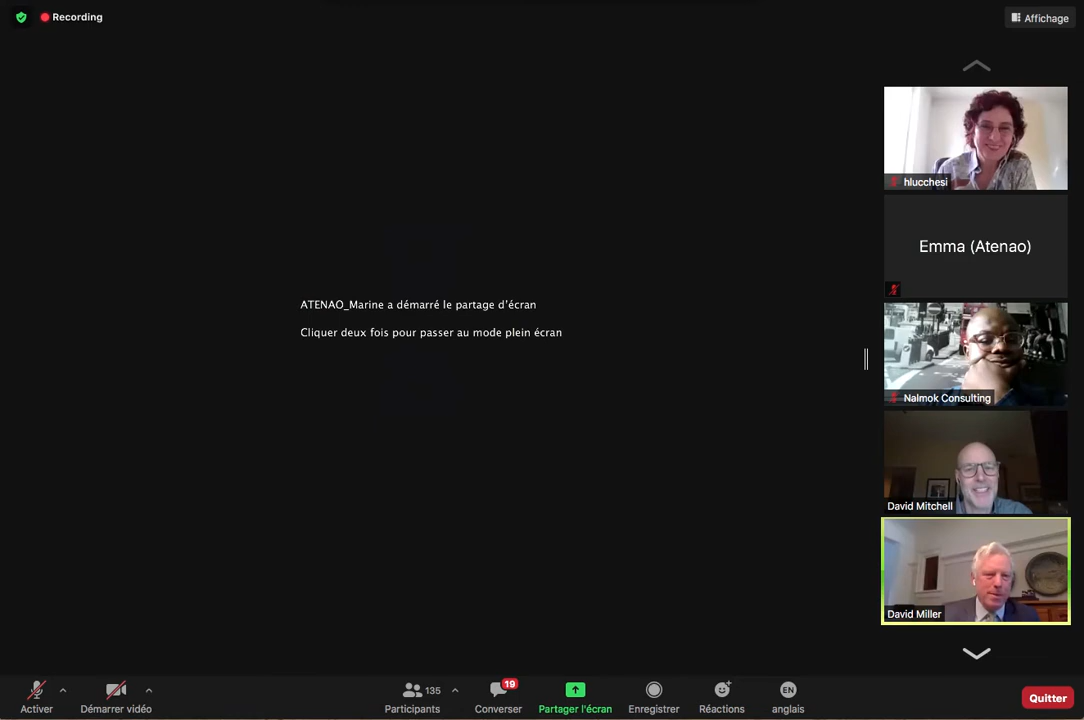 Recording
Affichage
hlucchesi
Emma (Atenao)
ATENAO_Marine a démarré le partage d'écran
Cliquer deux fois pour passer au mode plein écran
Nalmok Consulting
David Mitchell
David Miller
19
135
EN
Activer
Démarrer vidéo
Participants
Converser
Partager l'écran
Enregistrer
Réactions
anglais
Quitter